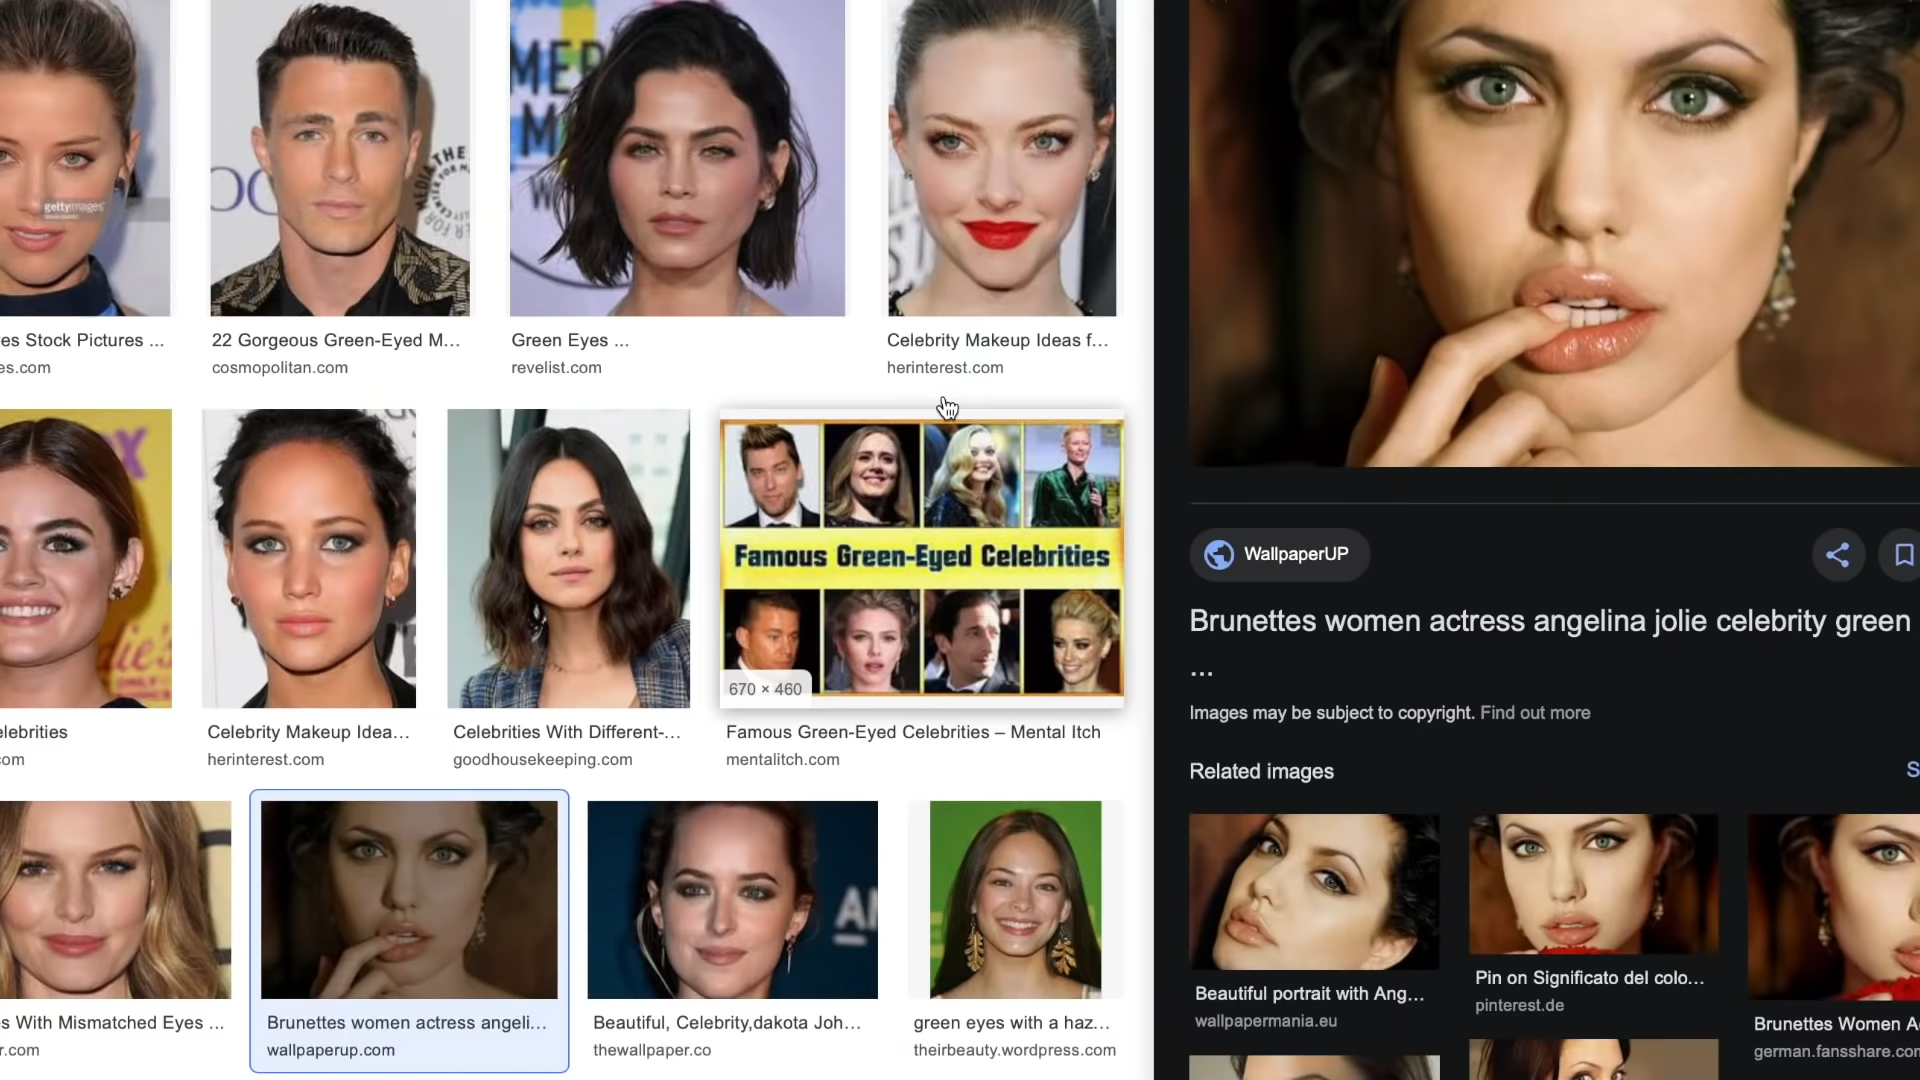 MER
M
W
gettyimages
THE
MEDIA
es Stock Pictures ...
es.com
22 Gorgeous Green-Eyed M...
cosmopolitan.com
Green Eyes ...
revelist.com
Celebrity Makeup Ideas f...
herinterest.com
Famous Green-Eyed Celebrities
670 × 460
elebrities
om
Celebrity Makeup Idea...
herinterest.com
Celebrities With Different-...
goodhousekeeping.com
Famous Green-Eyed Celebrities – Mental Itch
mentalitch.com
s With Mismatched Eyes ...
r.com
Brunettes women actress angeli...
wallpaperup.com
Beautiful, Celebrity,dakota Joh...
thewallpaper.co
green eyes with a haz...
theirbeauty.wordpress.com
WallpaperUP
Brunettes women actress angelina jolie celebrity green
...
Images may be subject to copyright. Find out more
Related images
S
Beautiful portrait with Ang...
wallpapermania.eu
Pin on Significato del colo...
pinterest.de
Brunettes Women A
german.fansshare.com